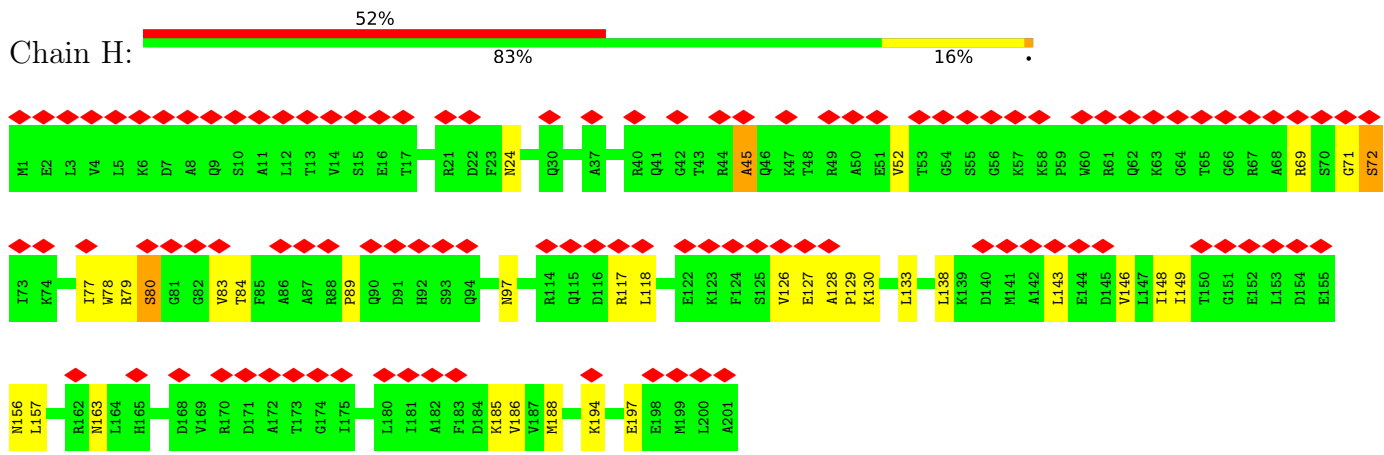 52%
Chain H:
83% 16% •
M1 E2 L3 V4 L5 K6 D7 A8 Q9 S10 A11 L12 T13 V14 S15 E16 T17 R21 D22 F23 N24 Q30 A37 R40 Q41 G42 T43 R44 A45 Q46 K47 T48 R49 A50 E51 V52 T53 G54 S55 G56 K57 K58 P59 W60 R61 Q62 K63 G64 T65 G66 R67 A68 R69 S70 G71 S72
I73 K74 I77 W78 R79 S80 G81 G82 V83 T84 F85 A86 A87 R88 P89 Q90 D91 H92 S93 Q94 N97 R114 Q115 D116 R117 L118 E122 K123 F124 S125 V126 E127 A128 P129 K130 L133 L138 K139 D140 M141 A142 L143 E144 D145 V146 L147 I148 I149 T150 G151 E152 L153 D154 E155
N156 L157 R162 N163 L164 H165 D168 V169 R170 D171 A172 T173 G174 I175 L180 I181 A182 F183 D184 K185 V186 V187 M188 K194 E197 E198 M199 L200 A201